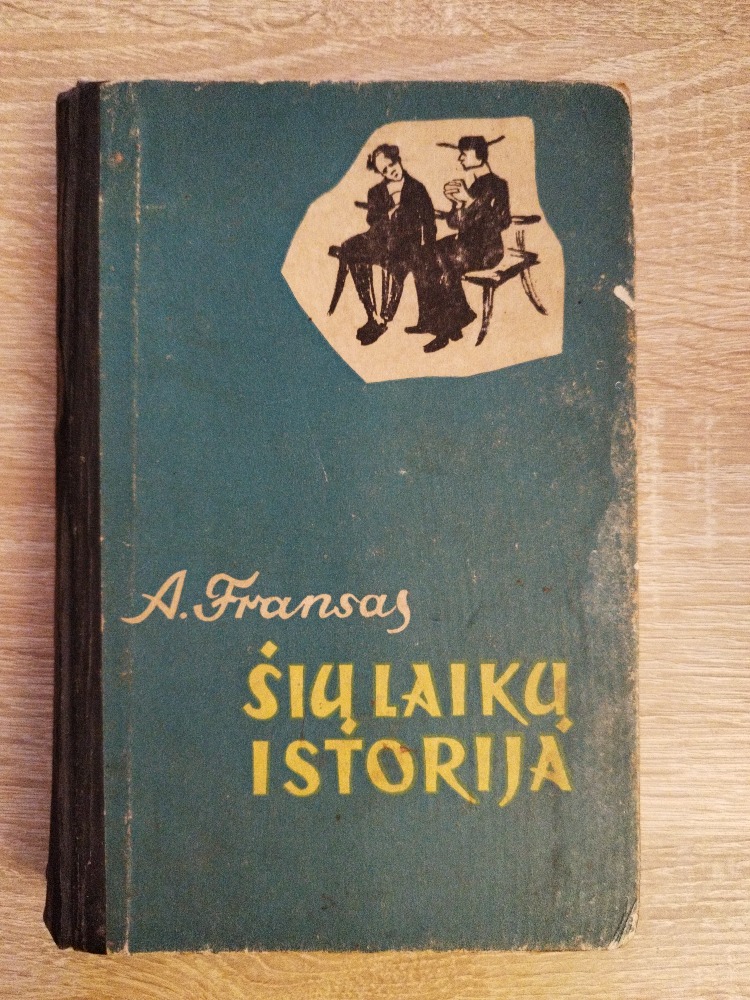 A. Fransas
ŠIŲ LAIKŲ
ISTORIJA